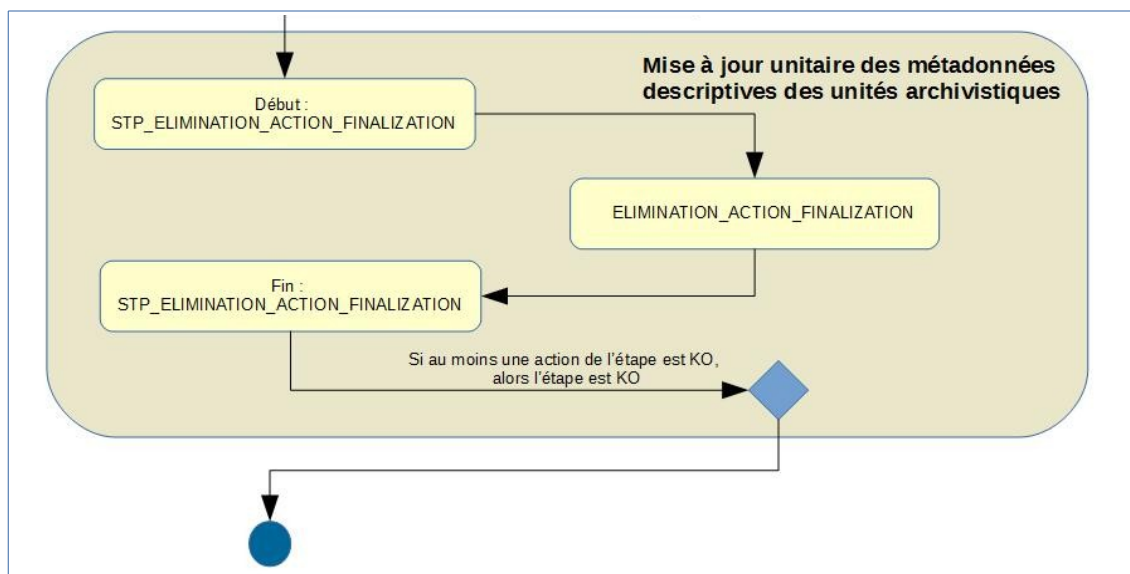 Mise à jour unitaire des métadonnées
descriptives des unités archivistiques
Début :
STP_ELIMINATION_ACTION_FINALIZATION
ELIMINATION_ACTION_FINALIZATION
Fin :
STP_ELIMINATION_ACTION_FINALIZATION
Si au moins une action de l'étape est KO,
alors l'étape est KO